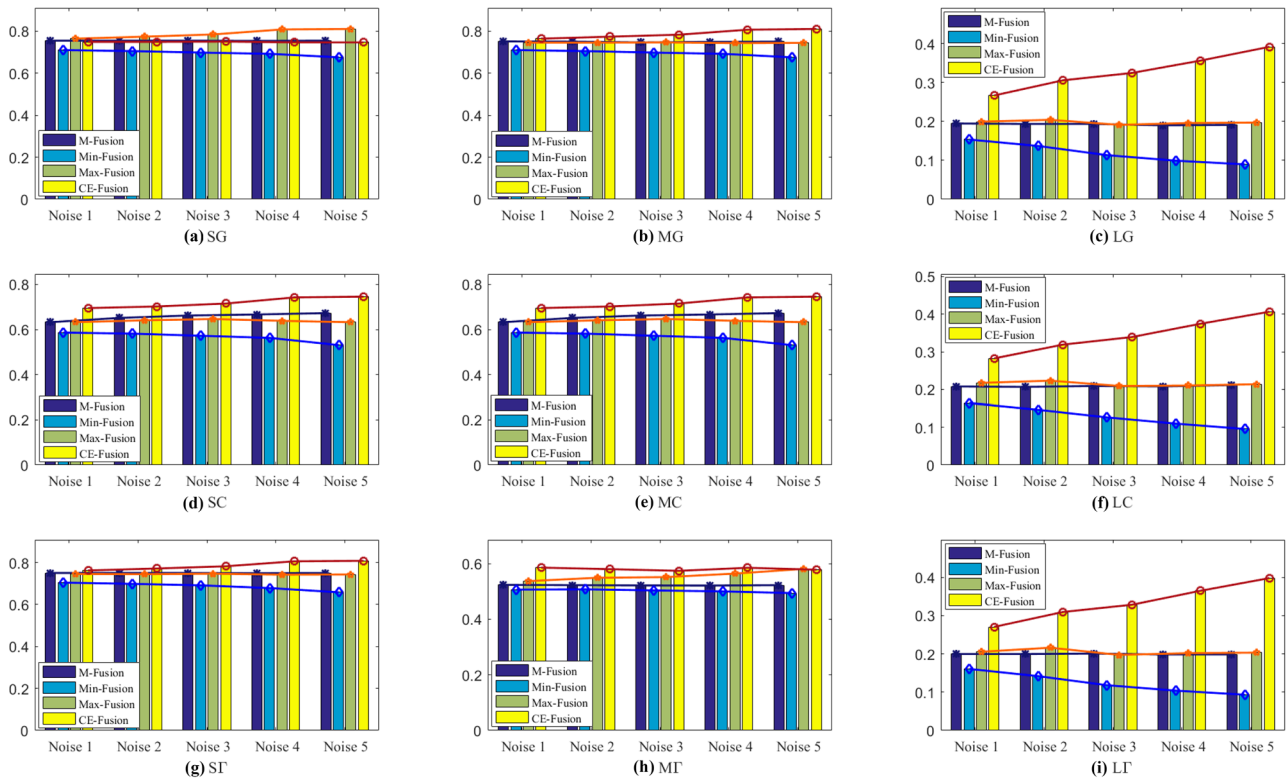 0.8
0.6
0.4
0.2
0
M-Fusion
Min-Fusion
Max-Fusion
CE-Fusion
Noise 1 Noise 2 Noise 3 Noise 4 Noise 5
(a) SG
0.8
0.6
0.4
0.2
0
M-Fusion
Min-Fusion
Max-Fusion
CE-Fusion
Noise 1 Noise 2 Noise 3 Noise 4 Noise 5
(b) MG
0.4
0.3
0.2
0.1
0
M-Fusion
Min-Fusion
Max-Fusion
CE-Fusion
Noise 1 Noise 2 Noise 3 Noise 4 Noise 5
(c) LG
0.8
0.6
0.4
0.2
0
M-Fusion
Min-Fusion
Max-Fusion
CE-Fusion
Noise 1 Noise 2 Noise 3 Noise 4 Noise 5
(d) SC
0.8
0.6
0.4
0.2
0
M-Fusion
Min-Fusion
Max-Fusion
CE-Fusion
Noise 1 Noise 2 Noise 3 Noise 4 Noise 5
(e) MC
0.5
0.4
0.3
0.2
0.1
0
M-Fusion
Min-Fusion
Max-Fusion
CE-Fusion
Noise 1 Noise 2 Noise 3 Noise 4 Noise 5
(f) LC
0.8
0.6
0.4
0.2
0
M-Fusion
Min-Fusion
Max-Fusion
CE-Fusion
Noise 1 Noise 2 Noise 3 Noise 4 Noise 5
(g) SΓ
0.6
0.4
0.2
0
M-Fusion
Min-Fusion
Max-Fusion
CE-Fusion
Noise 1 Noise 2 Noise 3 Noise 4 Noise 5
(h) MΓ
0.4
0.3
0.2
0.1
0
M-Fusion
Min-Fusion
Max-Fusion
CE-Fusion
Noise 1 Noise 2 Noise 3 Noise 4 Noise 5
(i) LΓ